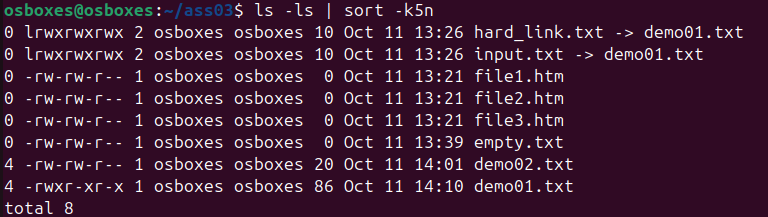 osboxes@osboxes:~/ass03$ ls -ls | sort -k5n
0 lrwxrwxrwx 2 osboxes osboxes 10 Oct 11 13:26 hard_link.txt -> demo01.txt
0 lrwxrwxrwx 2 osboxes osboxes 10 Oct 11 13:26 input.txt -> demo01.txt
0 -rw-rw-r-- 1 osboxes osboxes  0 Oct 11 13:21 file1.htm
0 -rw-rw-r-- 1 osboxes osboxes  0 Oct 11 13:21 file2.htm
0 -rw-rw-r-- 1 osboxes osboxes  0 Oct 11 13:21 file3.htm
0 -rw-rw-r-- 1 osboxes osboxes  0 Oct 11 13:39 empty.txt
4 -rw-rw-r-- 1 osboxes osboxes 20 Oct 11 14:01 demo02.txt
4 -rwxr-xr-x 1 osboxes osboxes 86 Oct 11 14:10 demo01.txt
total 8